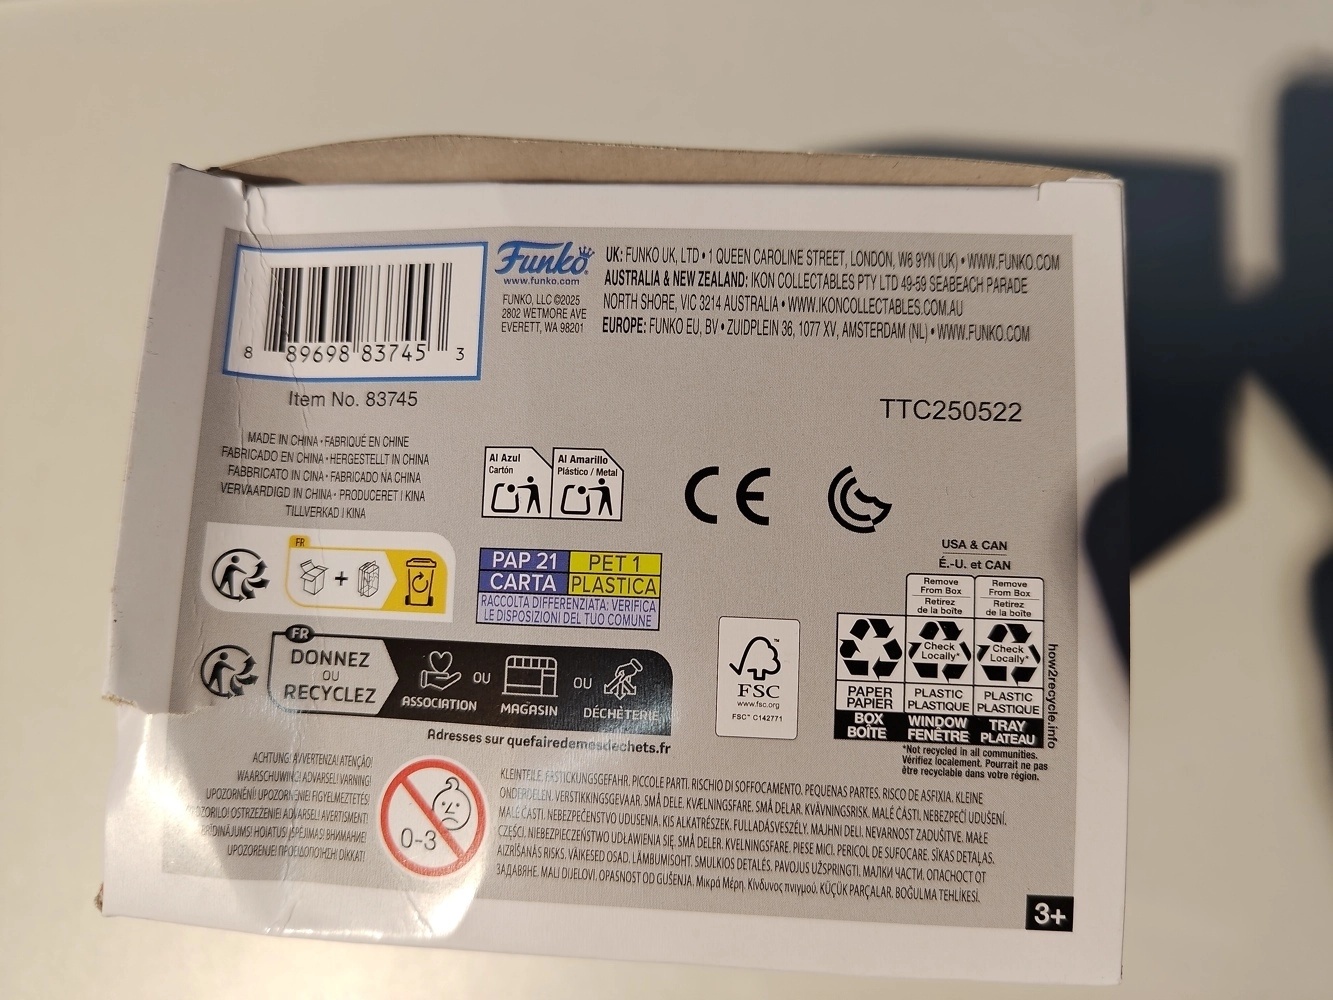 8 89698 83745 3
Item No. 83745
Funko
www.funko.com
FUNKO, LLC ©2025
2802 WETMORE AVE
EVERETT, WA 98201
UK: FUNKO UK, LTD • 1 QUEEN CAROLINE STREET, LONDON, W6 9YN (UK) • WWW.FUNKO.COM
AUSTRALIA & NEW ZEALAND: IKON COLLECTABLES PTY LTD 49-59 SEABEACH PARADE
NORTH SHORE, VIC 3214 AUSTRALIA • WWW.IKONCOLLECTABLES.COM.AU
EUROPE: FUNKO EU, BV • ZUIDPLEIN 36, 1077 XV, AMSTERDAM (NL) • WWW.FUNKO.COM
TTC250522
MADE IN CHINA • FABRIQUÉ EN CHINE
FABRICADO EN CHINA • HERGESTELLT IN CHINA
FABBRICATO IN CINA • FABRICADO NA CHINA
VERVAARDIGD IN CHINA • PRODUCERET I KINA
TILLVERKAD I KINA
Al Azul
Cartón
Al Amarillo
Plástico / Metal
CE
FR
+
PAP 21
PET 1
CARTA
PLASTICA
RACCOLTA DIFFERENZIATA: VERIFICA
LE DISPOSIZIONI DEL TUO COMUNE
FR
DONNEZ
OU
RECYCLEZ
ASSOCIATION
OU
MAGASIN
OU
DÉCHÈTERIE
Adresses sur quefairedemesdechets.fr
FSC
www.fsc.org
FSC™ C142771
USA & CAN
É.-U. et CAN
Remove
From Box
Retirez
de la boîte
Remove
From Box
Retirez
de la boîte
Check
Locally*
Check
Locally*
PAPER
PAPIER
PLASTIC
PLASTIQUE
PLASTIC
PLASTIQUE
BOX
BOÎTE
WINDOW
FENÊTRE
TRAY
PLATEAU
how2recycle.info
*Not recycled in all communities.
Vérifiez localement. Pourrait ne pas
être recyclable dans votre région.
ACHTUNG! AVVERTENZA! ATENÇÃO!
WAARSCHUWING! ADVARSEL! VARNING!
UPOZORNĚNÍ! UPOZORNENIE! FIGYELMEZTETÉS!
OSTRZEŻENIE! ADVARSEL! AVERTISMENT!
BRĪDINĀJUMS! HOIATUS! ĮSPĖJIMAS! ВНИМАНИЕ!
UPOZORENJE! ΠΡΟΕΙΔΟΠΟΙΗΣΗ! DIKKAT!
0-3
KLEINTEILE. ERSTICKUNGSGEFAHR. PICCOLE PARTI. RISCHIO DI SOFFOCAMENTO. PEQUENAS PARTES. RISCO DE ASFIXIA. KLEINE
ONDERDELEN. VERSTIKKINGSGEVAAR. SMÅ DELE. KVÆLNINGSFARE. SMÅ DELAR. KVÄVNINGSRISK. MALÉ ČÁSTI, NEBEZPEČÍ UDUŠENÍ.
MALÉ ČASTI. NEBEZPEČENSTVO UDUSENIA. KIS ALKATRÉSZEK. FULLADÁSVESZÉLY. MAJHNI DELI. NEVARNOST ZADUŠITVE. MAŁE
CZĘŚCI. NIEBEZPIECZEŃSTWO UDŁAWIENIA SIĘ. SMÅ DELER. KVELNINGSFARE. PIESE MICI. PERICOL DE SUFOCARE. SĪKAS DETAĻAS.
AIZRĪŠANĀS RISKS. VÄIKESED OSAD. LÄMBUMISOHT. SMULKIOS DETALĖS. PAVOJUS UŽSPRINGTI. МАЛКИ ЧАСТИ. ОПАСНОСТ ОТ
ЗАДАВЯНЕ. MALI DIJELOVI. OPASNOST OD GUŠENJA. Μικρά Μέρη. Κίνδυνος πνιγμού. KÜÇÜK PARÇALAR. BOĞULMA TEHLİKESİ.
3+